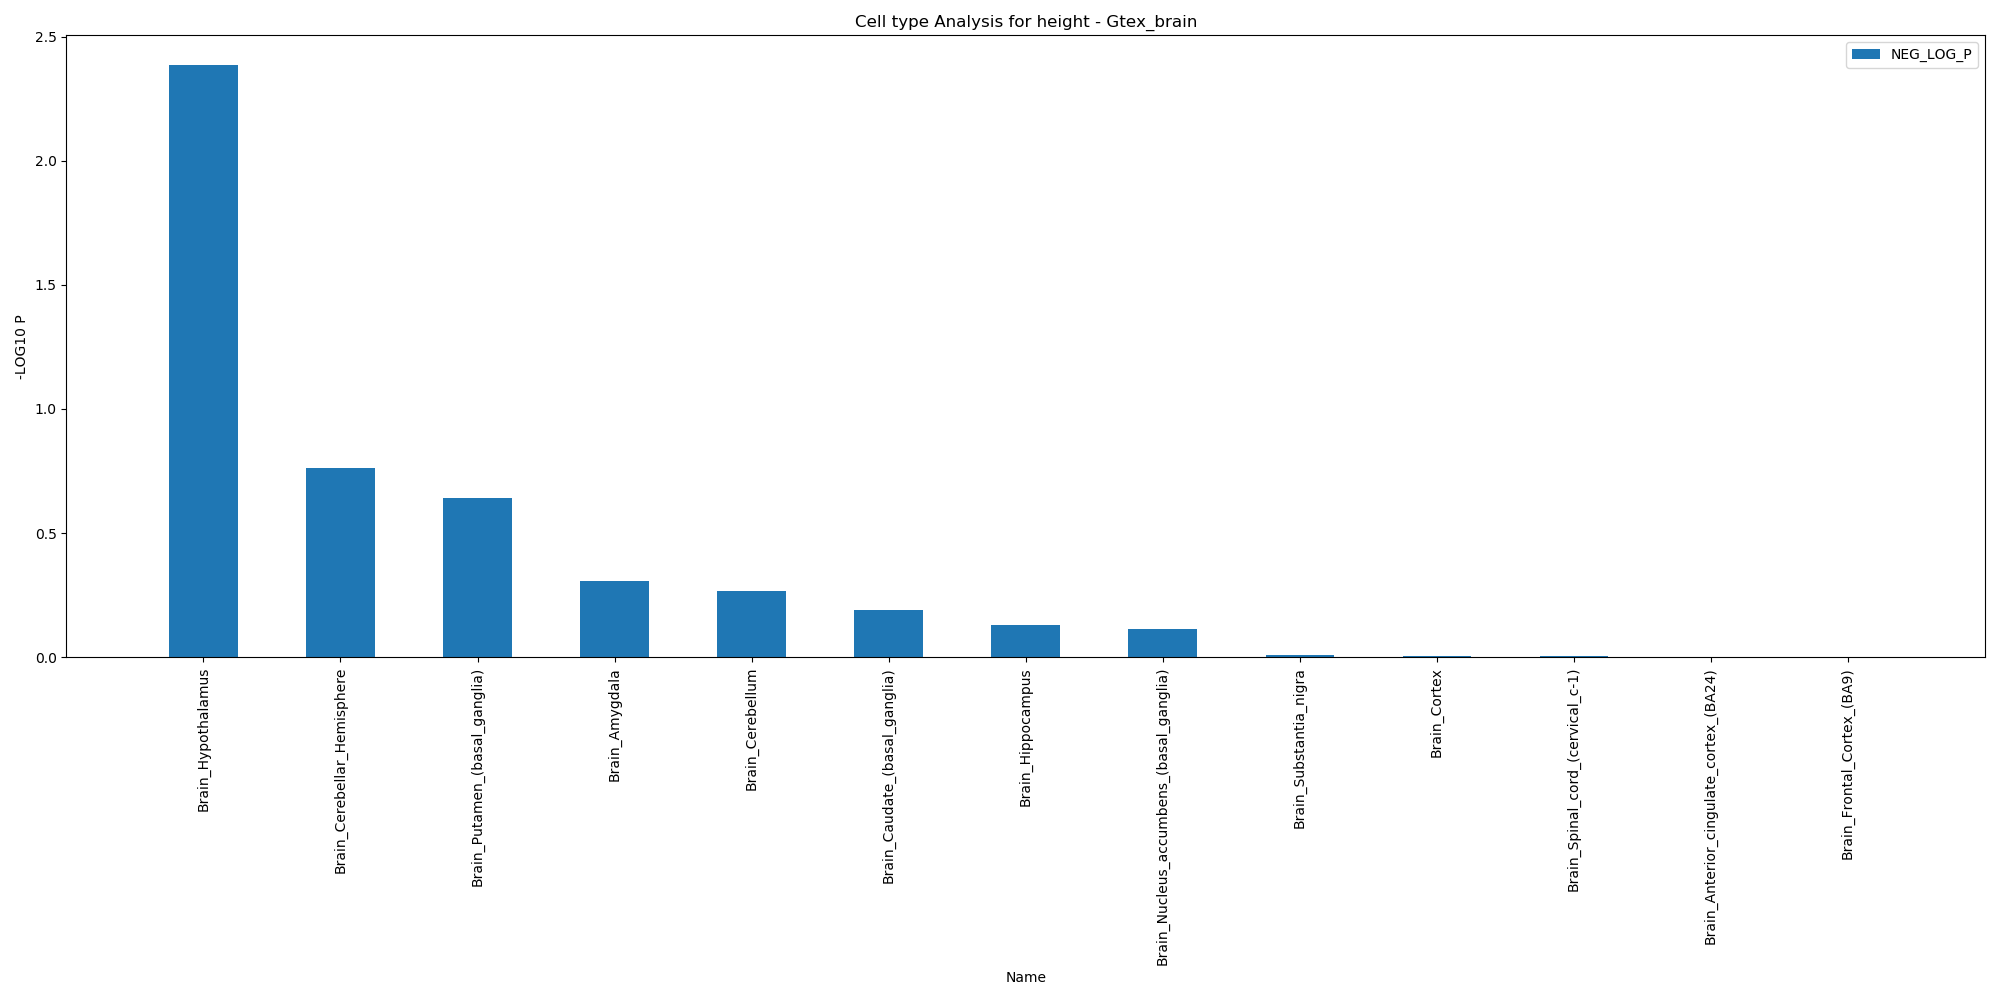 Cell type Analysis for height - Gtex_brain
NEG_LOG_P
-LOG10 P
2.5
2.0
1.5
1.0
0.5
0.0
Brain_Hypothalamus
Brain_Cerebellar_Hemisphere
Brain_Putamen_(basal_ganglia)
Brain_Amygdala
Brain_Cerebellum
Brain_Caudate_(basal_ganglia)
Brain_Hippocampus
Brain_Nucleus_accumbens_(basal_ganglia)
Brain_Substantia_nigra
Brain_Cortex
Brain_Spinal_cord_(cervical_c-1)
Brain_Anterior_cingulate_cortex_(BA24)
Brain_Frontal_Cortex_(BA9)
Name